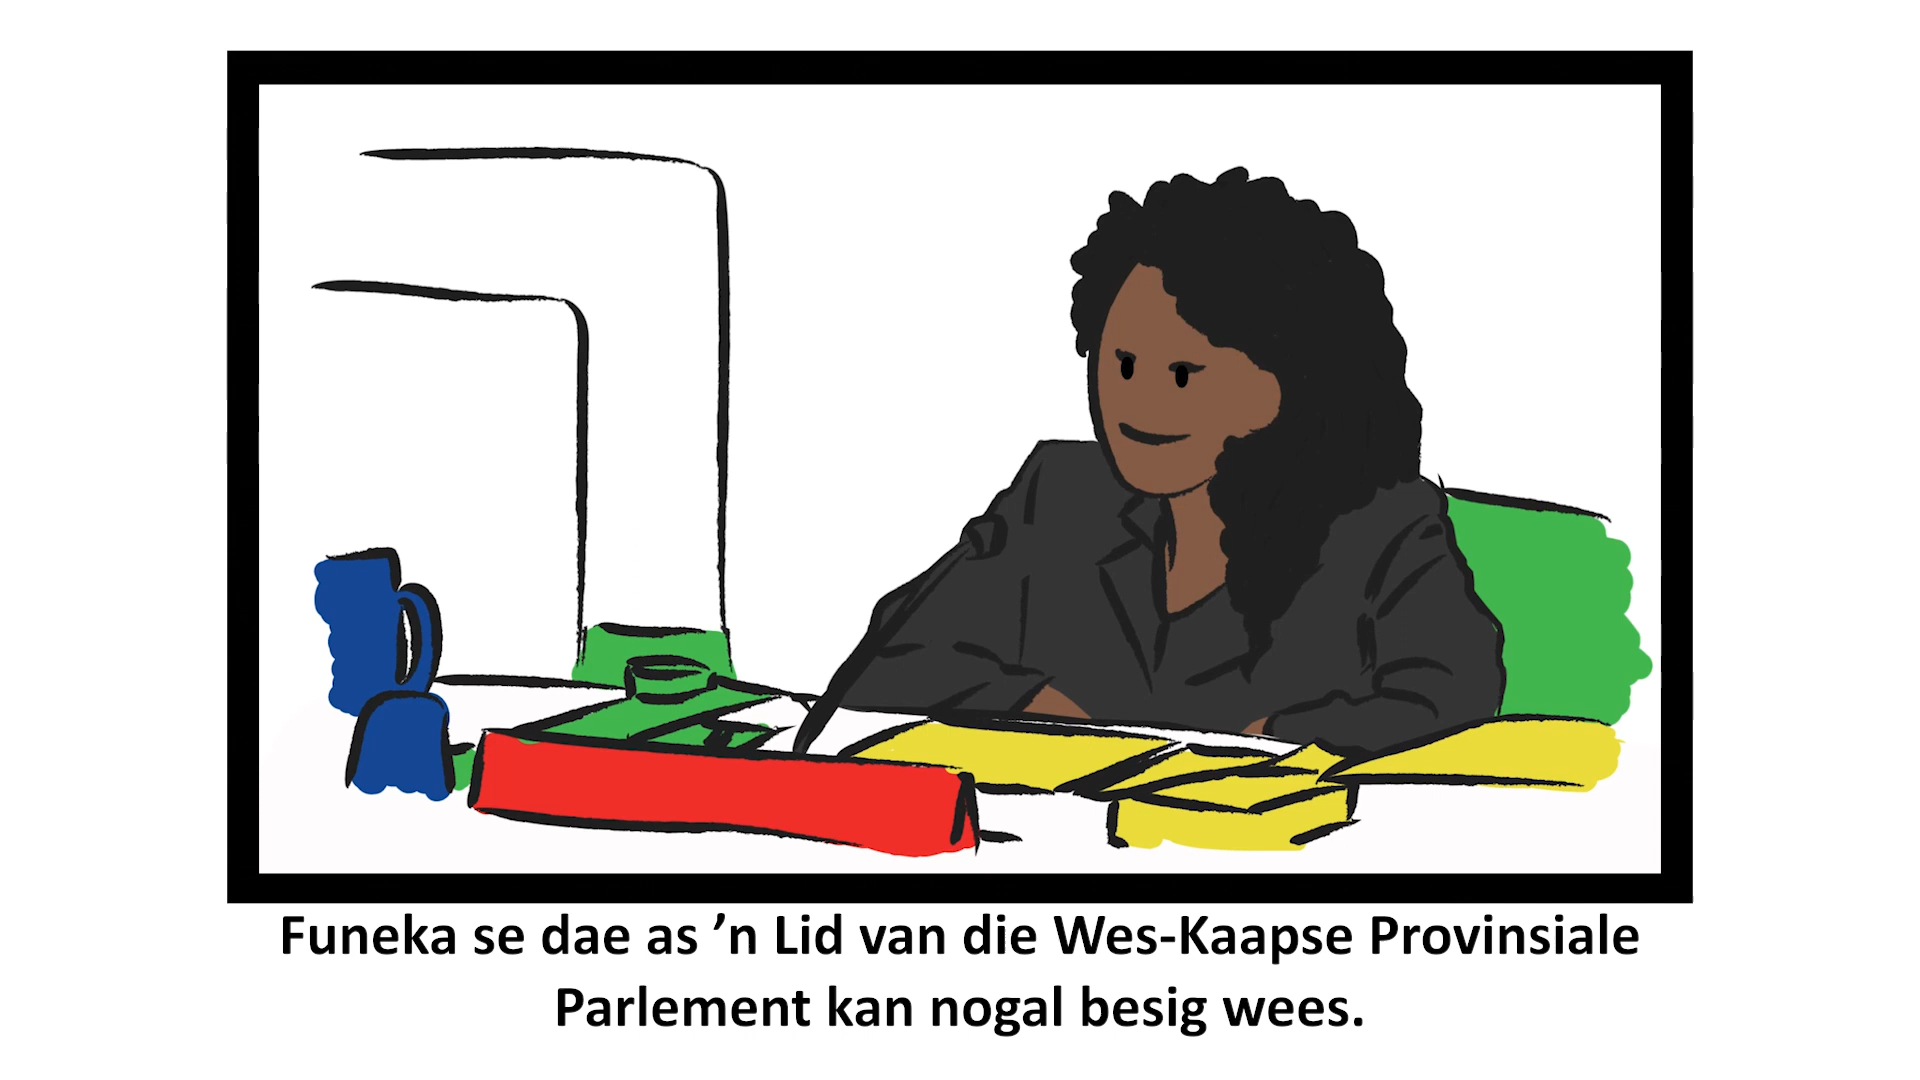 Funeka se dae as ’n Lid van die Wes-Kaapse Provinsiale
Parlement kan nogal besig wees.